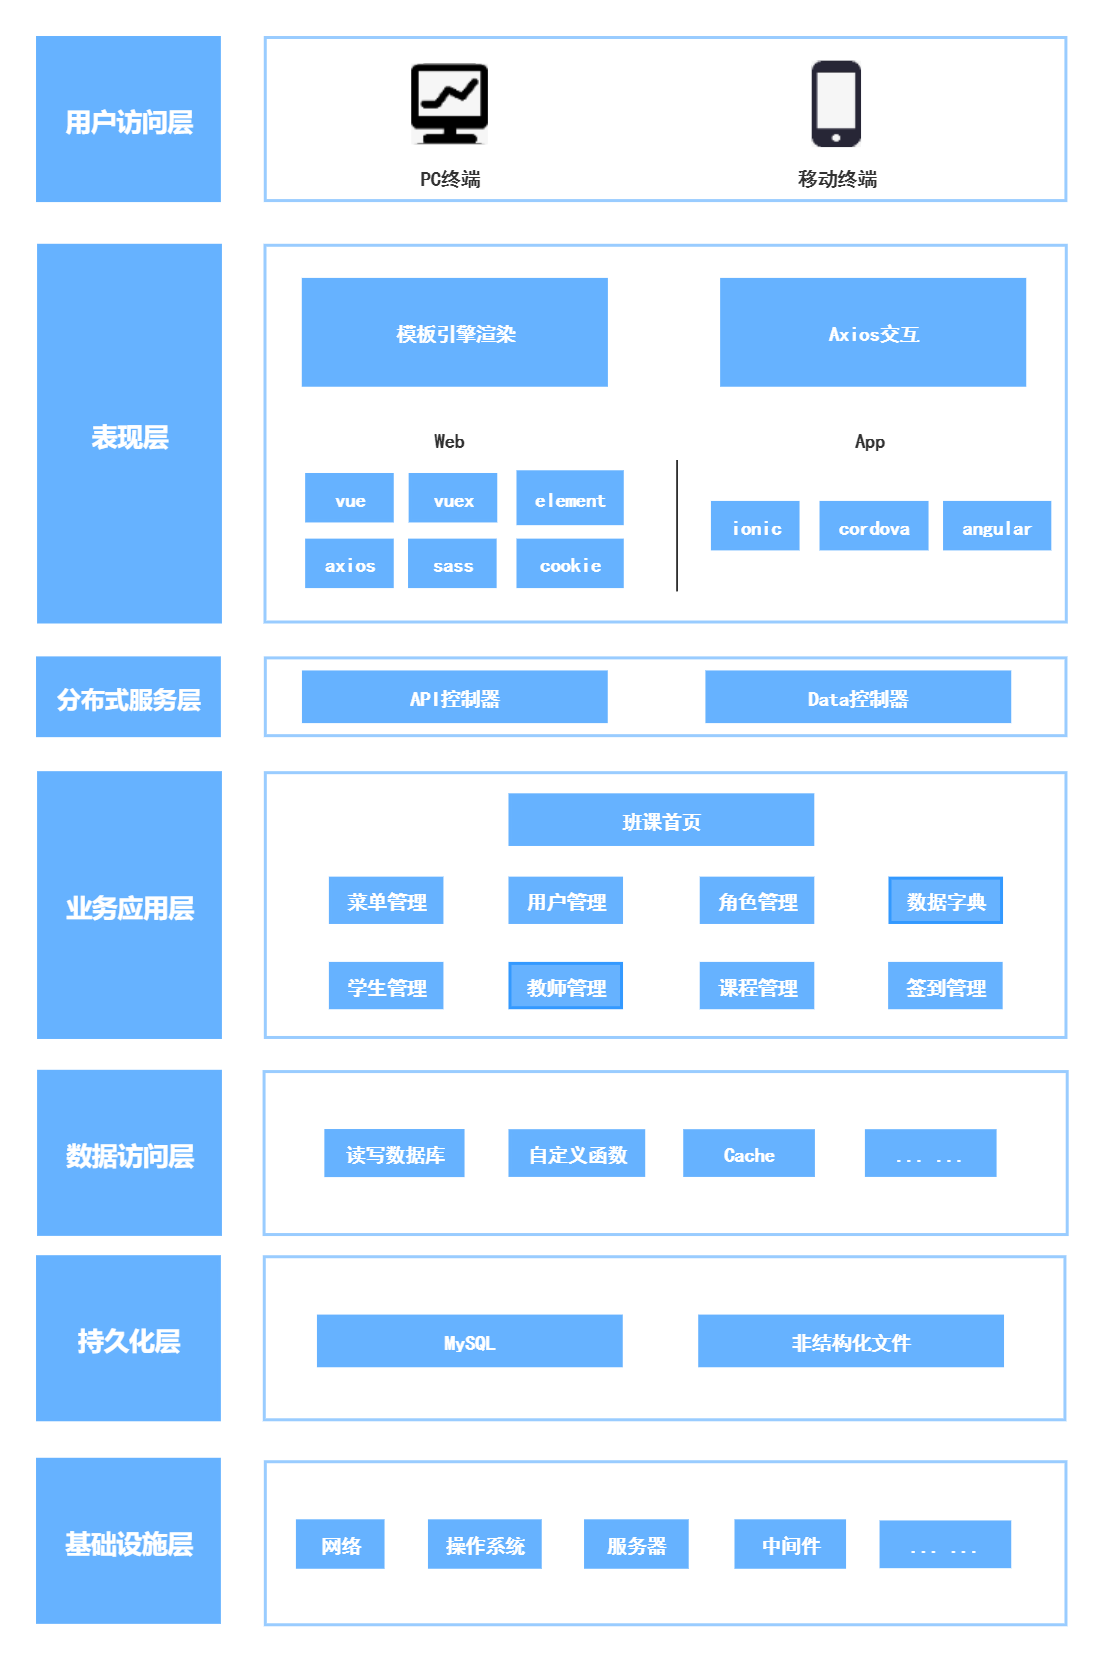 用户访问层
PC终端
移动终端
表现层
模板引擎渲染
Axios交互
Web
App
vue
vuex
element
axios
sass
cookie
ionic
cordova
angular
分布式服务层
API控制器
Data控制器
业务应用层
班课首页
菜单管理
用户管理
角色管理
数据字典
学生管理
教师管理
课程管理
签到管理
数据访问层
读写数据库
自定义函数
Cache
... ...
持久化层
MySQL
非结构化文件
基础设施层
网络
操作系统
服务器
中间件
... ...